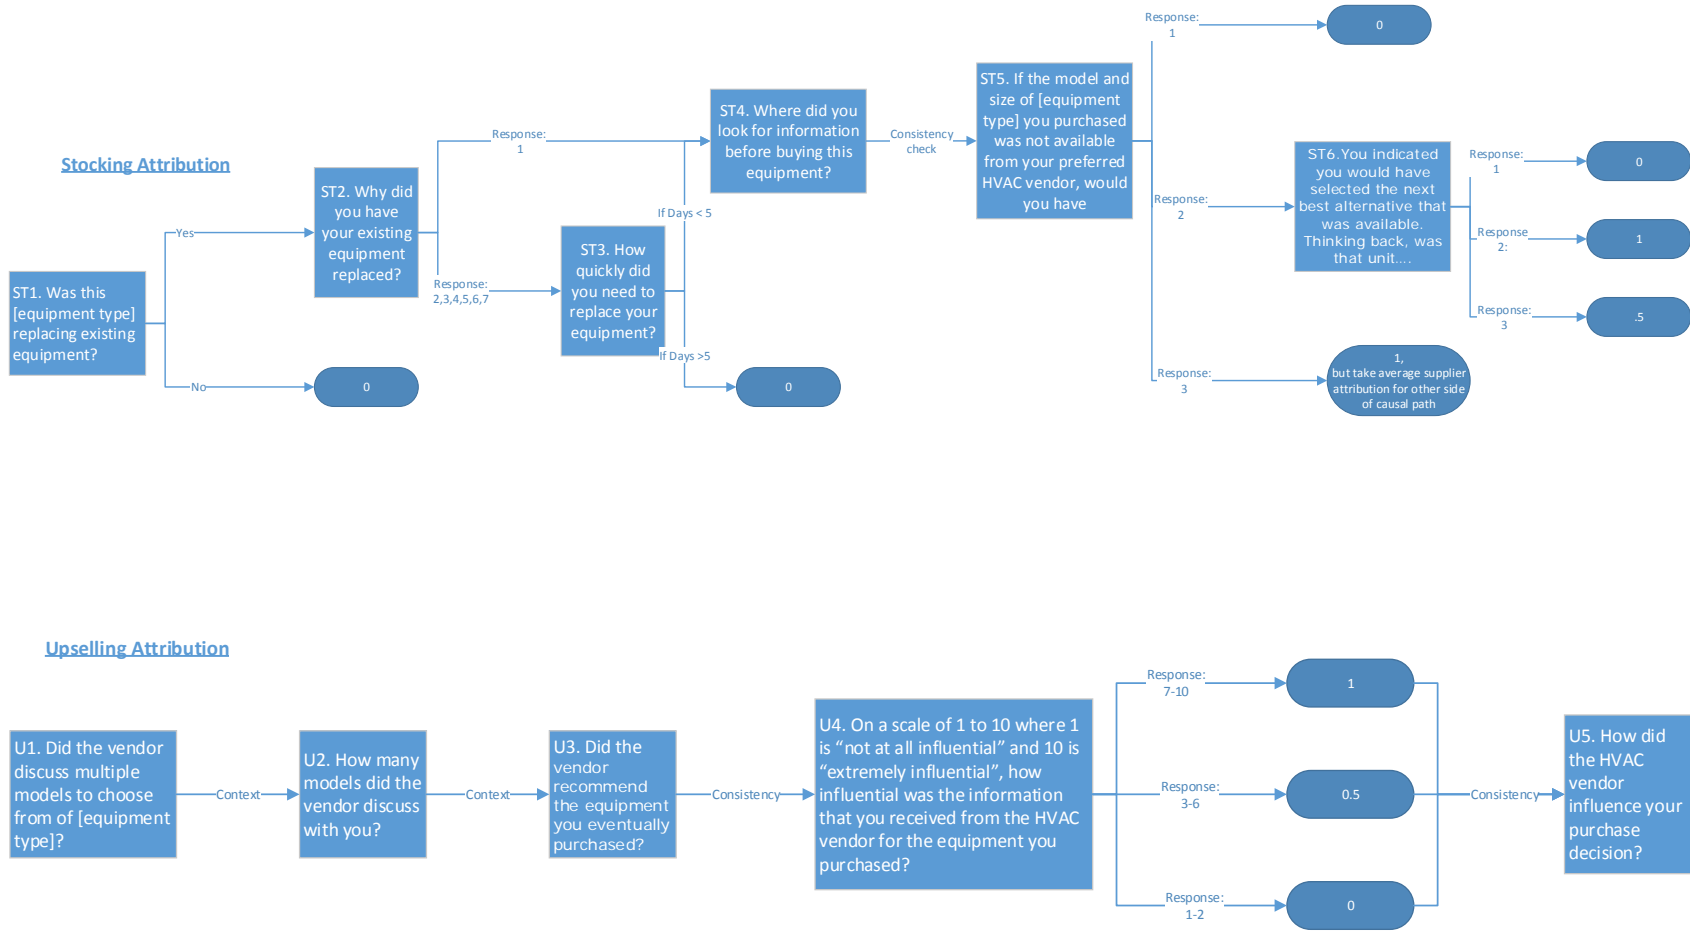 Stocking Attribution
ST1. Was this
[equipment type]
replacing existing
equipment?
Yes
No
0
ST2. Why did
you have
your existing
equipment
replaced?
Response:
1
Response:
2,3,4,5,6,7
ST3. How
quickly did
you need to
replace your
equipment?
If Days < 5
If Days >5
0
ST4. Where did you
look for information
before buying this
equipment?
Consistency
check
ST5. If the model and
size of [equipment
type] you purchased
was not available
from your preferred
HVAC vendor, would
you have
Response:
1
0
Response:
2
ST6.You indicated
you would have
selected the next
best alternative that
was available.
Thinking back, was
that unit....
Response:
1
0
Response
2:
1
Response:
3
.5
Response:
3
1,
but take average supplier
attribution for other side
of causal path
Upselling Attribution
U1. Did the vendor
discuss multiple
models to choose
from of [equipment
type]?
Context
U2. How many
models did the
vendor discuss
with you?
Context
U3. Did the
vendor
recommend
the equipment
you eventually
purchased?
Consistency
U4. On a scale of 1 to 10 where 1
is “not at all influential” and 10 is
“extremely influential”, how
influential was the information
that you received from the HVAC
vendor for the equipment you
purchased?
Response:
7-10
1
Response:
3-6
0.5
Response:
1-2
0
Consistency
U5. How did
the HVAC
vendor
influence your
purchase
decision?